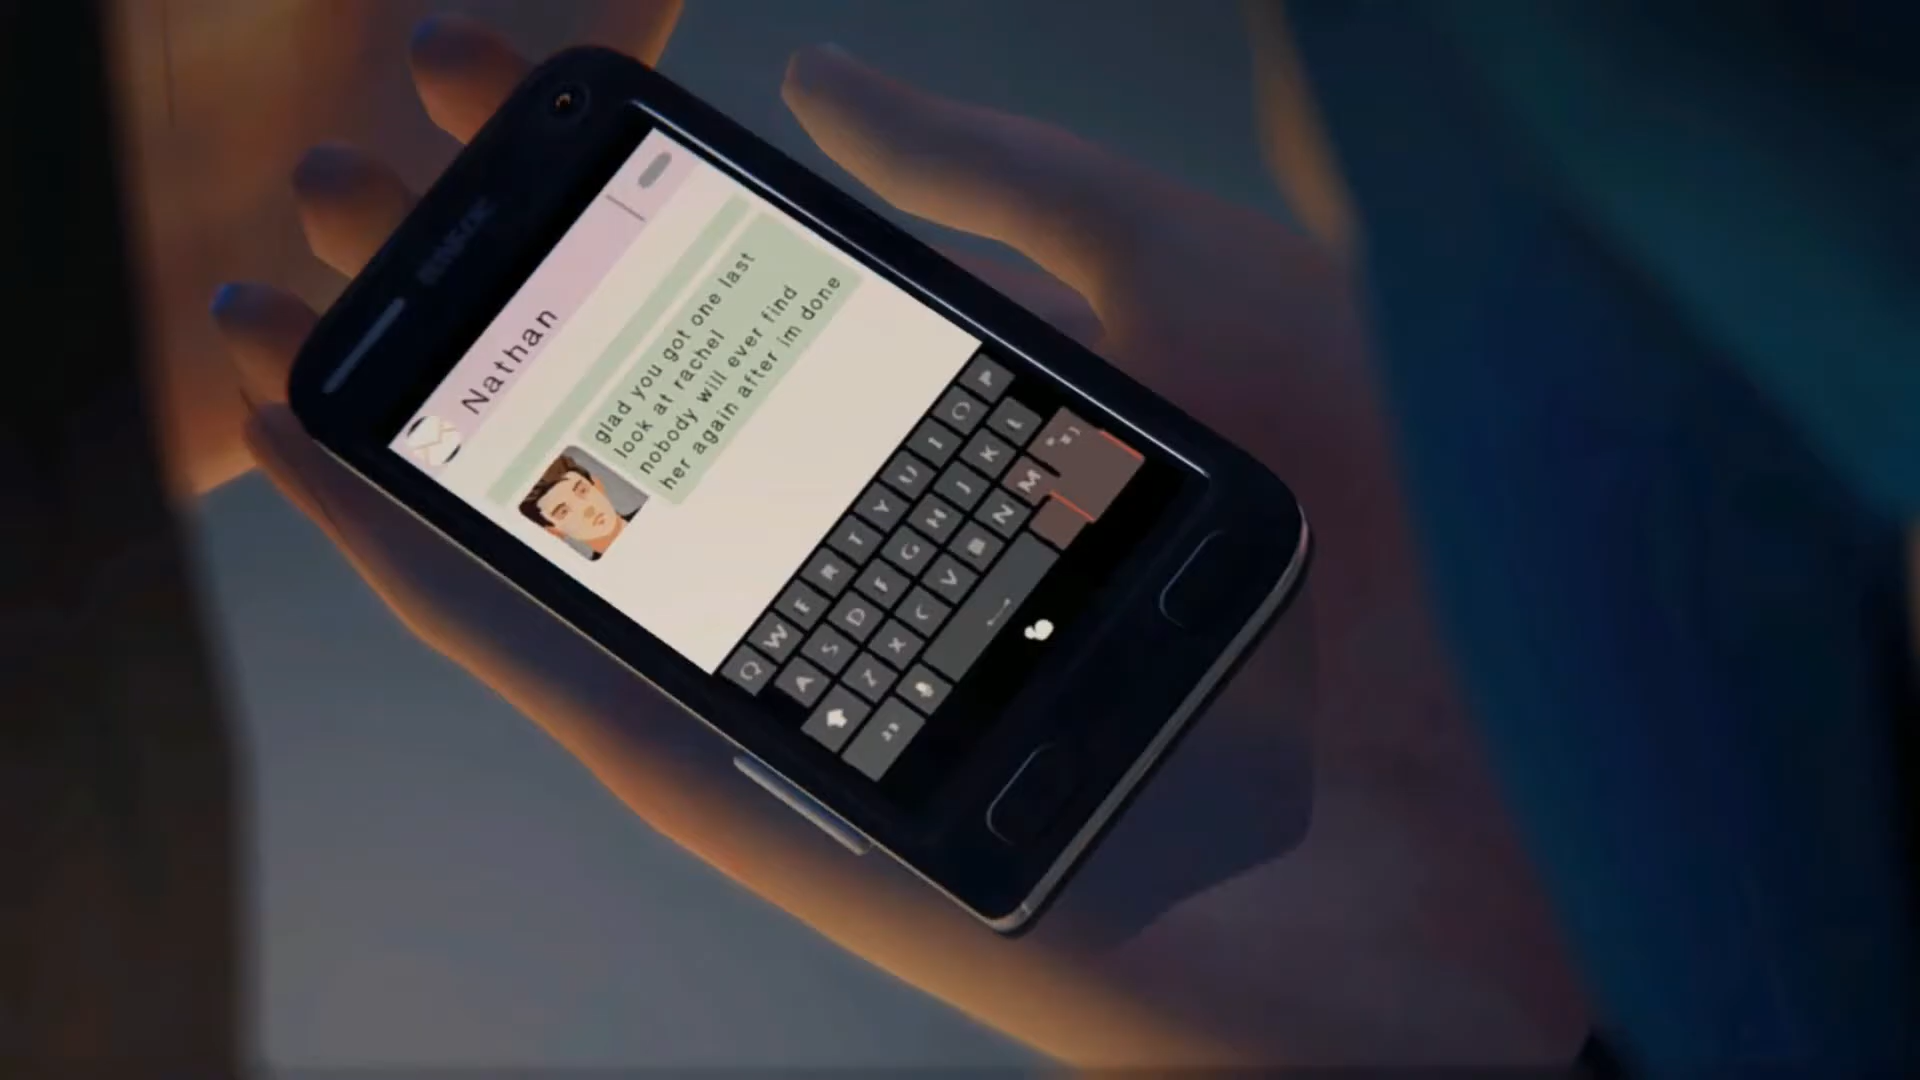 Nathan
glad you got one last
look at rachel
nobody will ever find
her again after im done
Q W E R T Y U I O P
A S D F G H J K L
Z X C V B N M